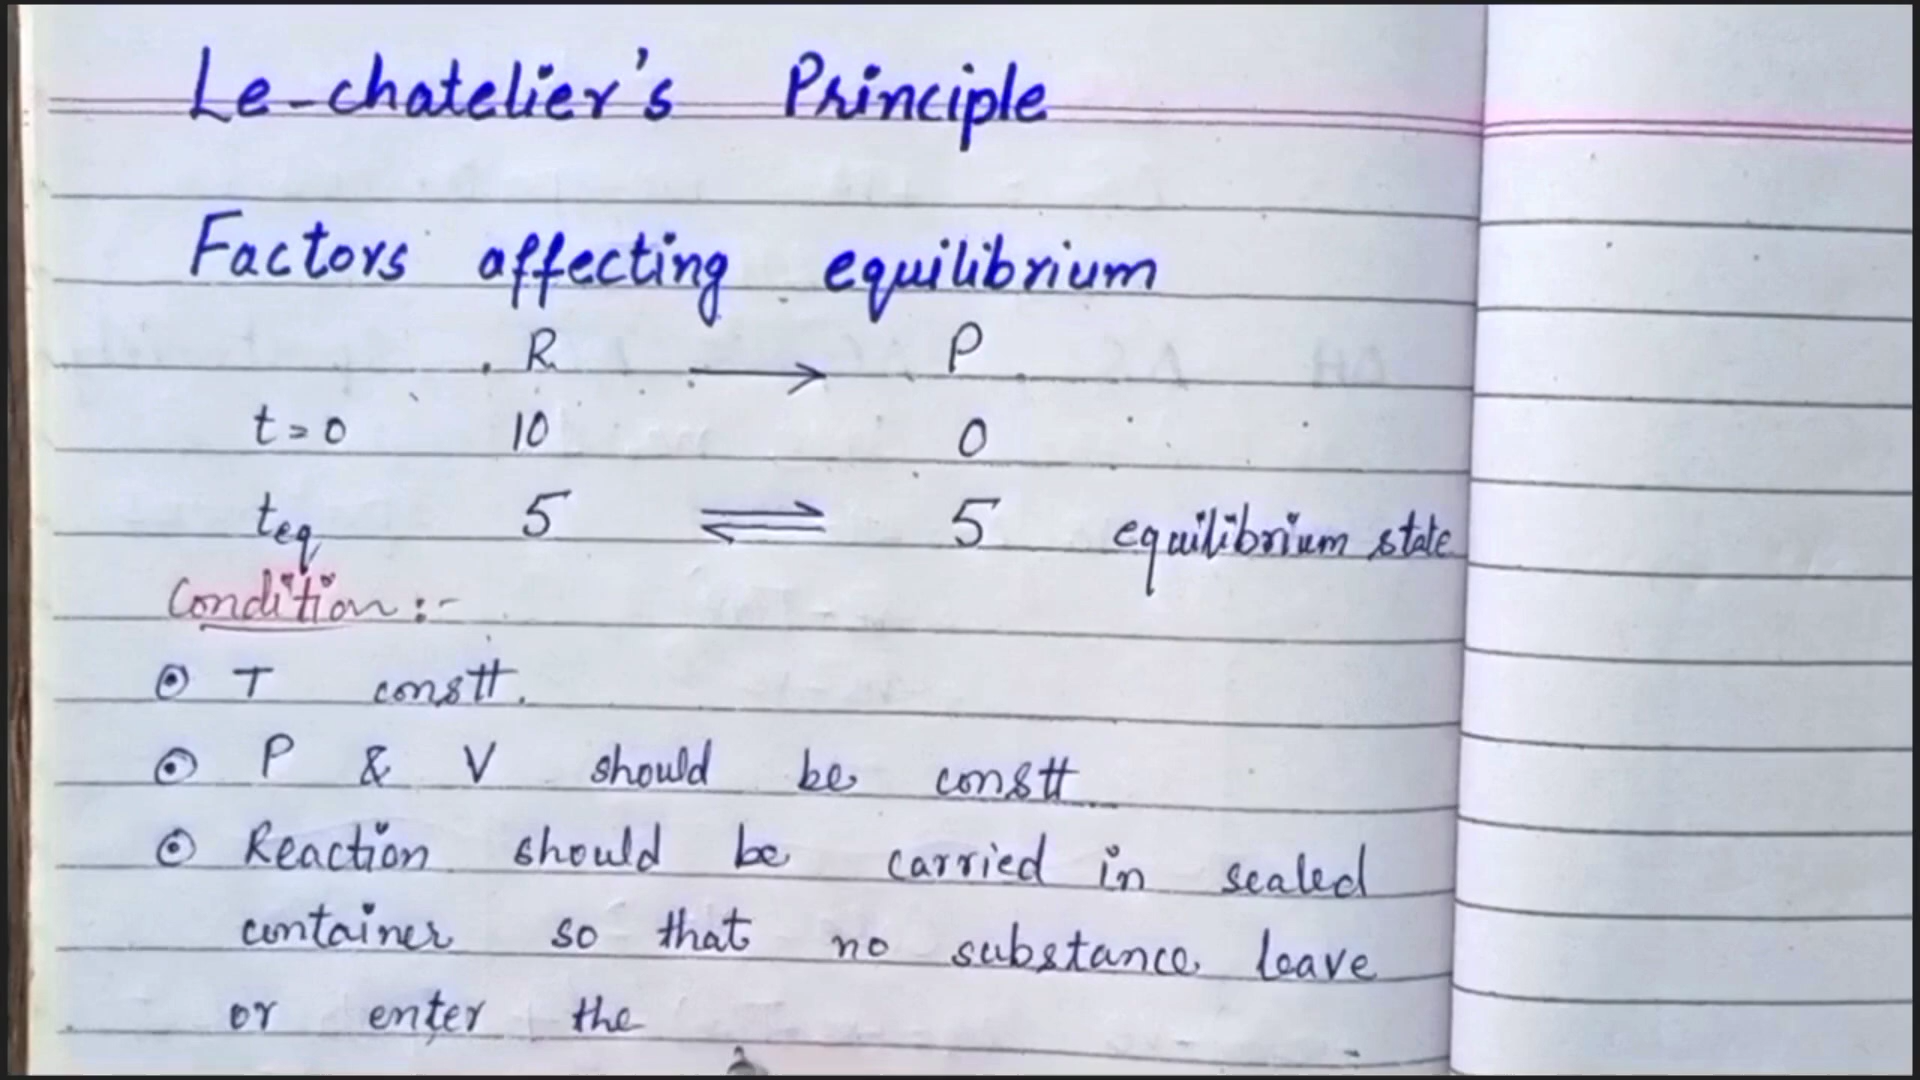 Le-chatelier's Principle
Factors affecting equilibrium
R → P
t=0 10 0
teq 5 ⇌ 5 equilibrium state
Condition :-
⊙ T constt.
⊙ P & V should be constt
⊙ Reaction should be carried in sealed
container so that no substance leave
or enter the